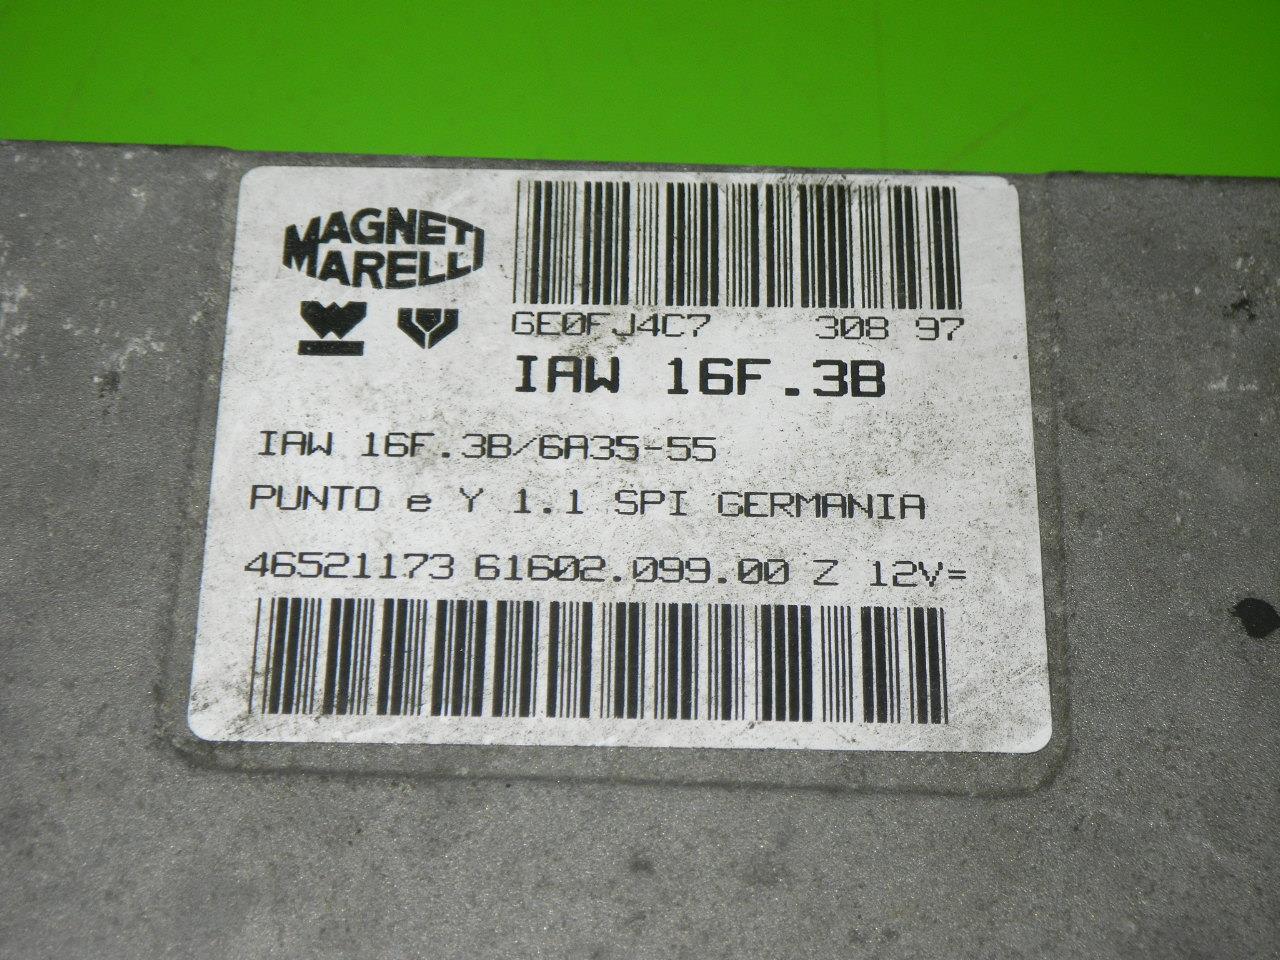 MAGNETI
MARELLI
GE0FJ4C7 308 97
IAW 16F.3B
IAW 16F.3B/6A35-55
PUNTO e Y 1.1 SPI GERMANIA
46521173 61602.099.00 Z 12V=